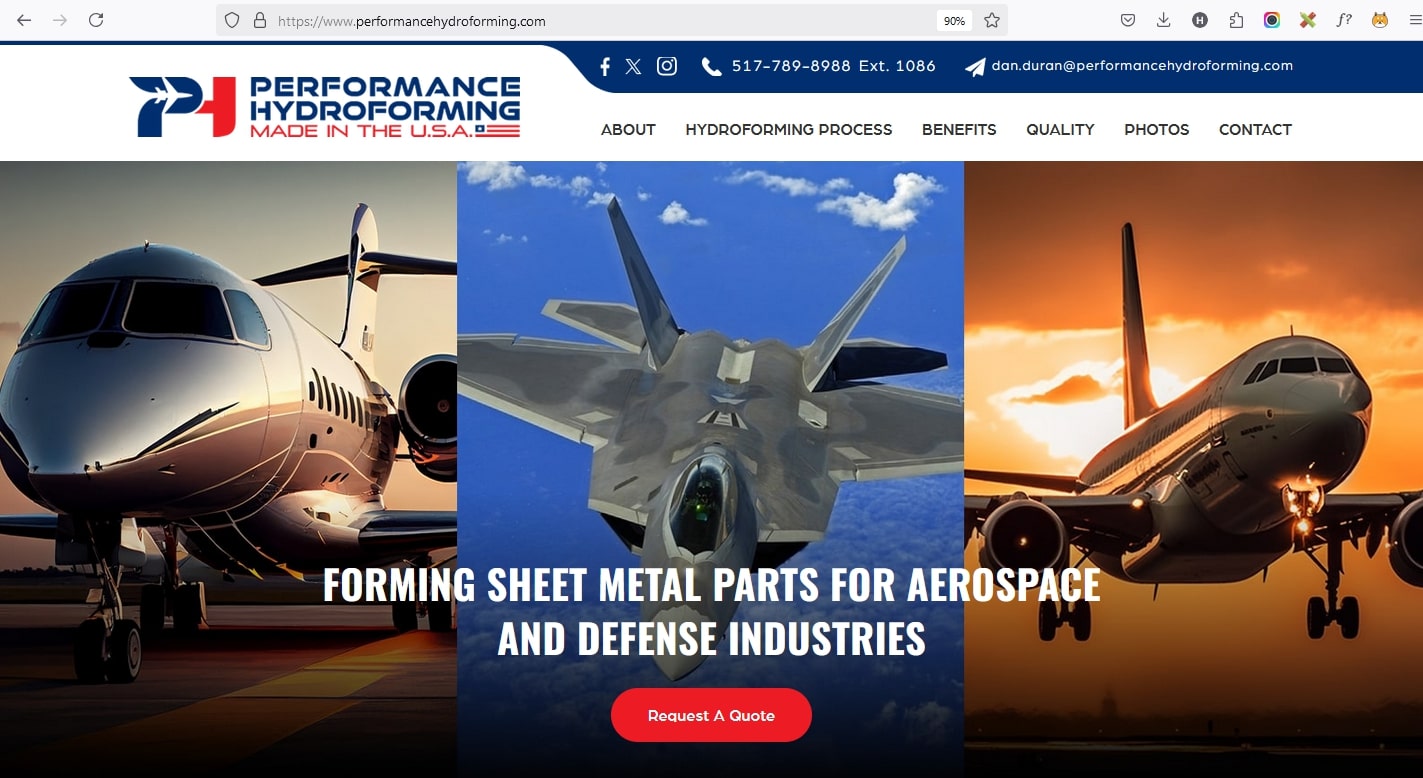 https://www.performancehydroforming.com
90%
517-789-8988 Ext. 1086
dan.duran@performancehydroforming.com
PERFORMANCE
HYDROFORMING
MADE IN THE U.S.A.
ABOUT HYDROFORMING PROCESS BENEFITS QUALITY PHOTOS CONTACT
FORMING SHEET METAL PARTS FOR AEROSPACE
AND DEFENSE INDUSTRIES
Request A Quote